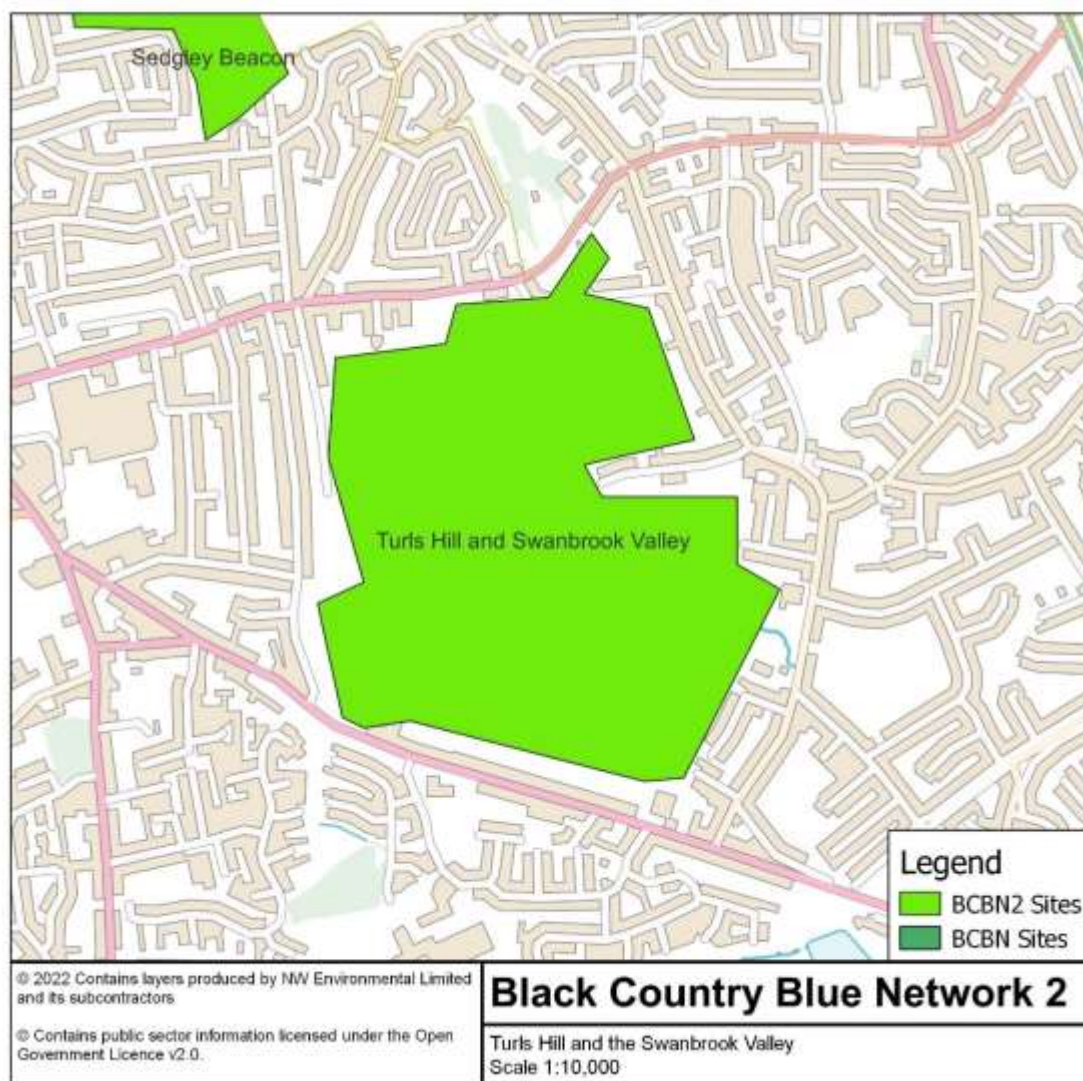 Sedgley Beacon
Turls Hill and Swanbrook Valley
Legend
BCBN2 Sites
BCBN Sites
© 2022 Contains layers produced by NW Environmental Limited
and its subcontractors
© Contains public sector information licensed under the Open
Government Licence v2.0.
Black Country Blue Network 2
Turls Hill and the Swanbrook Valley
Scale 1:10,000